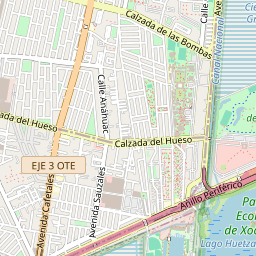 Calzada de las Bombas
Calle
Canal Nacional
Calle Anáhuac
Calzada del Hueso
Calzada del Hueso
EJE 3 OTE
Avenida Cafetales
Avenida Sauzales
Anillo Periférico
Pa
Ecol
de Xoc
Lago Huetza